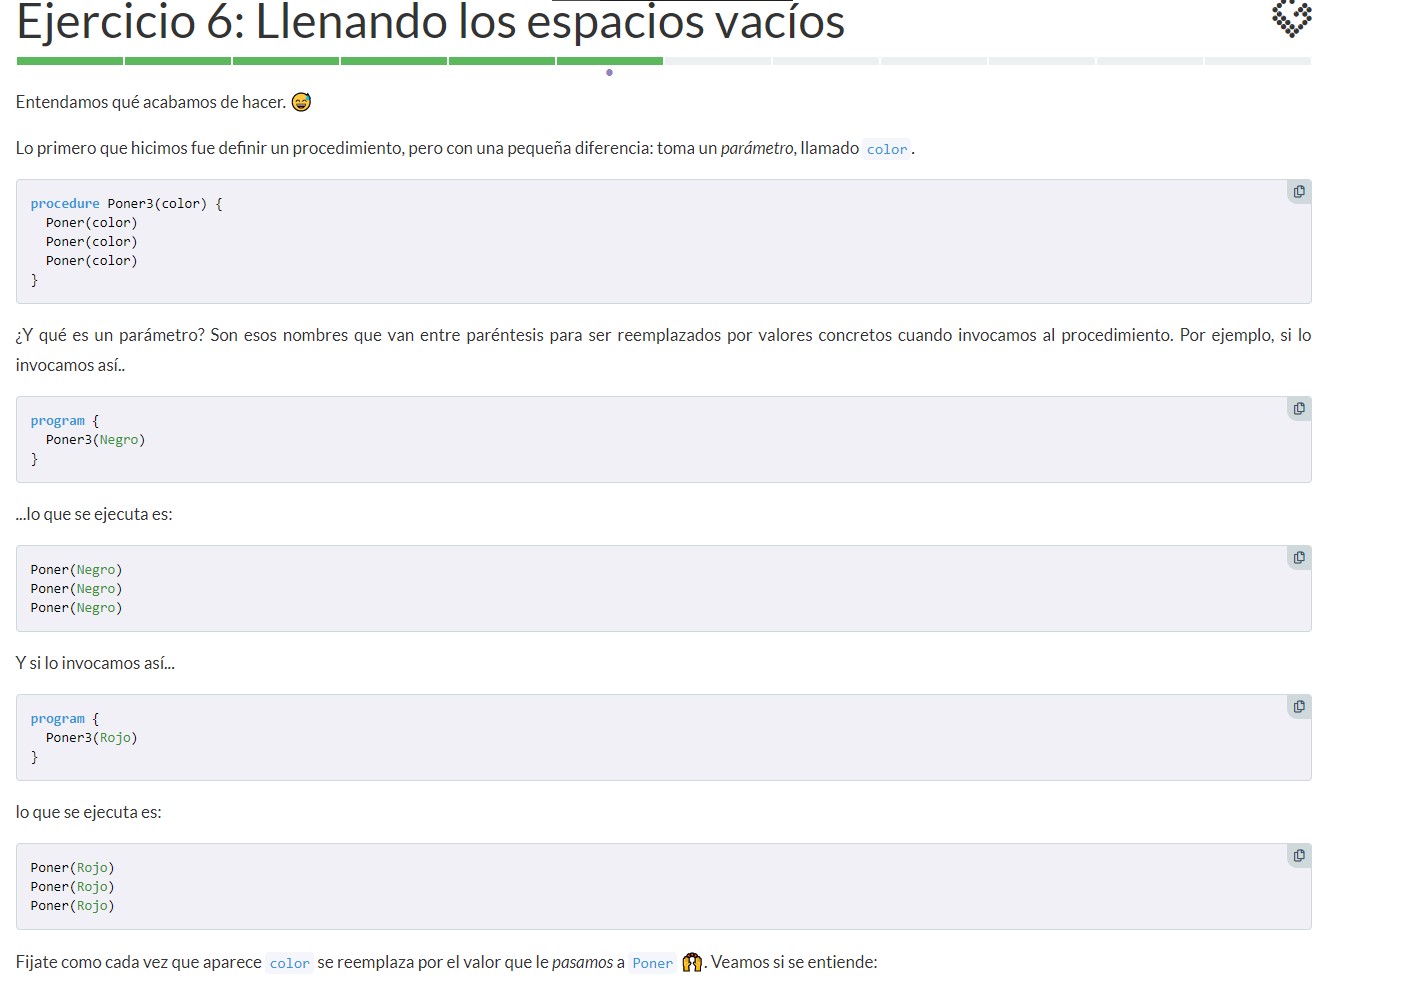 Ejercicio 6: Llenando los espacios vacíos
Entendamos qué acabamos de hacer. 😅
Lo primero que hicimos fue definir un procedimiento, pero con una pequeña diferencia: toma un parámetro, llamado color.
procedure Poner3(color) {
  Poner(color)
  Poner(color)
  Poner(color)
}
¿Y qué es un parámetro? Son esos nombres que van entre paréntesis para ser reemplazados por valores concretos cuando invocamos al procedimiento. Por ejemplo, si lo
invocamos así..
program {
  Poner3(Negro)
}
...lo que se ejecuta es:
Poner(Negro)
Poner(Negro)
Poner(Negro)
Y si lo invocamos así...
program {
  Poner3(Rojo)
}
lo que se ejecuta es:
Poner(Rojo)
Poner(Rojo)
Poner(Rojo)
Fijate como cada vez que aparece color se reemplaza por el valor que le pasamos a Poner 🙌. Veamos si se entiende: